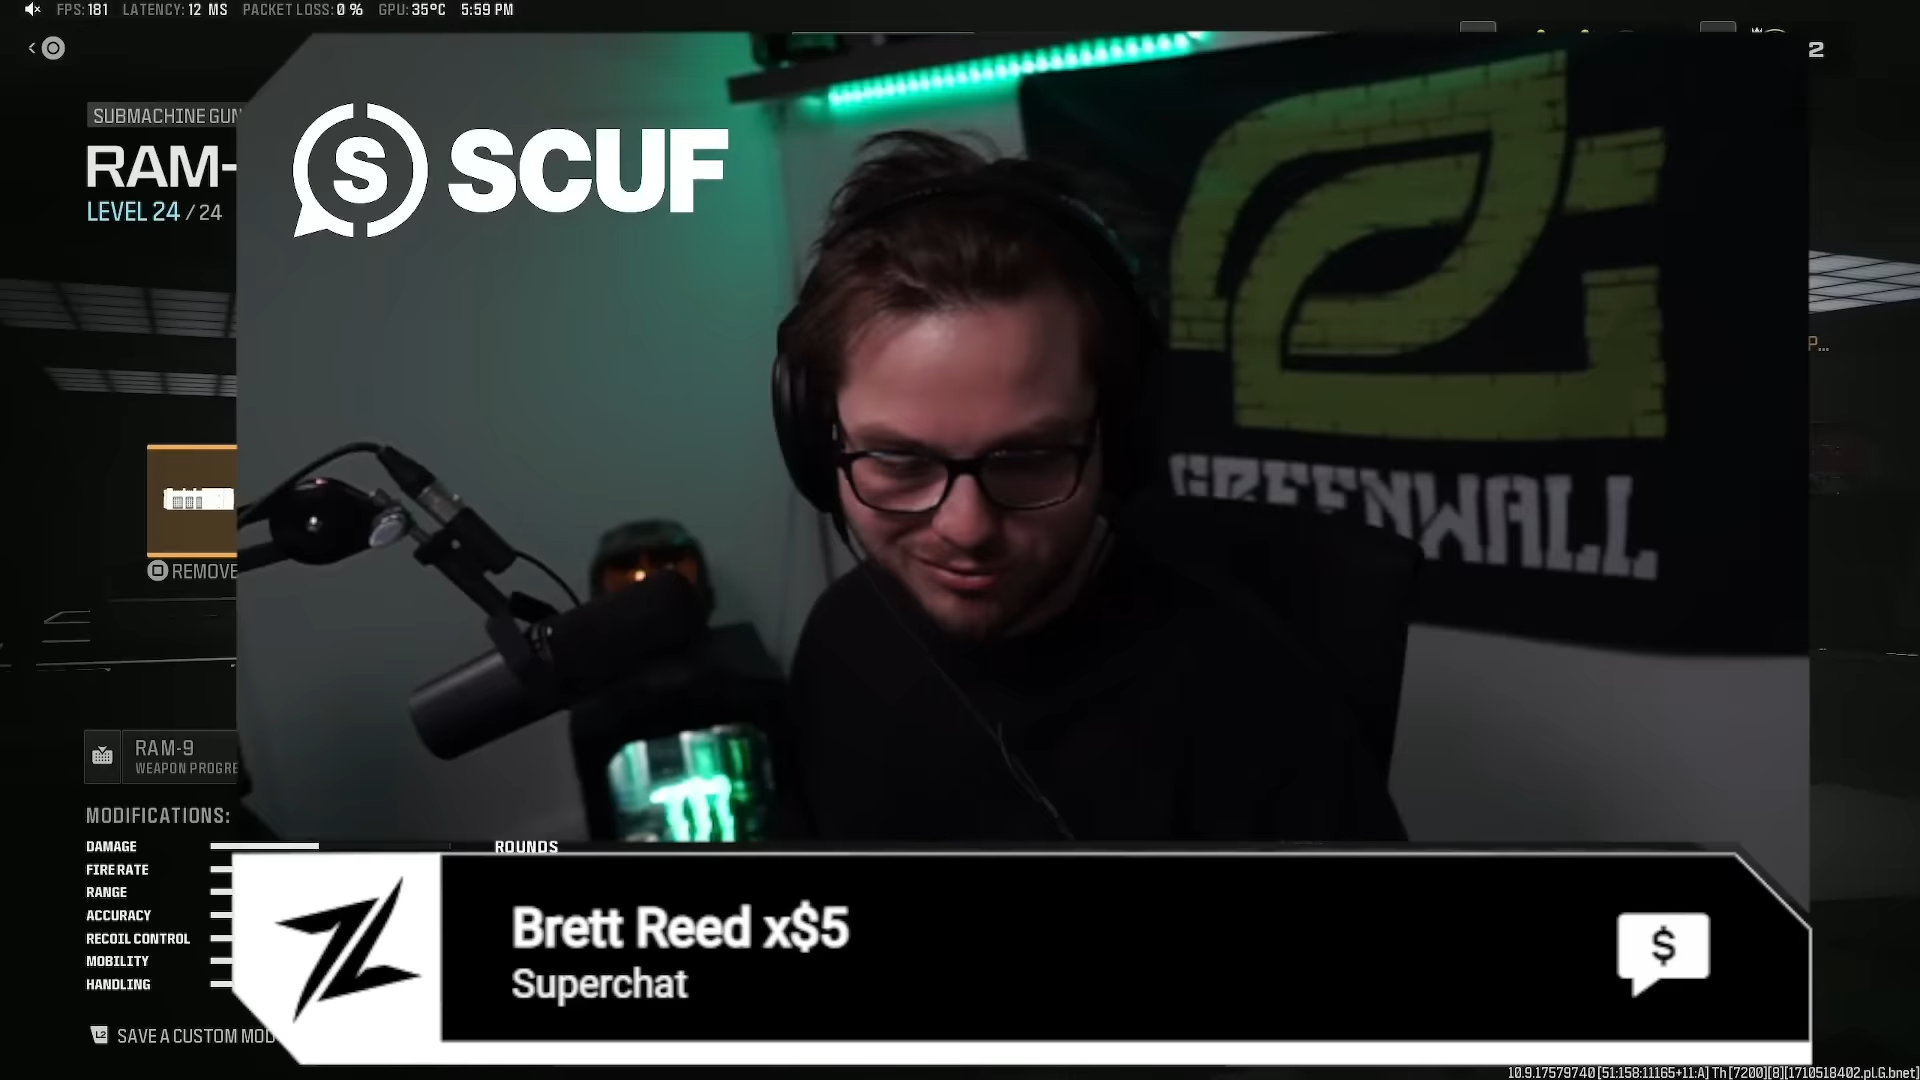 FPS: 181 LATENCY: 12 MS PACKET LOSS: 0 % GPU: 35°C 5:59 PM
2
SUBMACHINE GUN
RAM-
LEVEL 24 / 24
S SCUF
GREENWALL
P...
REMOVE
RAM-9
WEAPON PROGRE
MODIFICATIONS:
DAMAGE
ROUNDS
FIRE RATE
RANGE
ACCURACY
RECOIL CONTROL
MOBILITY
HANDLING
Brett Reed x$5
Superchat
$
L2 SAVE A CUSTOM MOD
10.9.17579740 [51:158:11165+11:A] Th [7200][8][1710518402.pl.G.bnet]